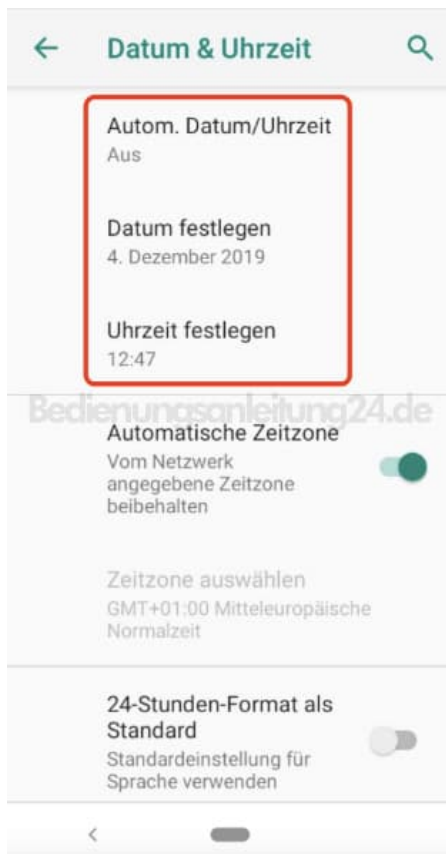 Datum & Uhrzeit
Autom. Datum/Uhrzeit
Aus
Datum festlegen
4. Dezember 2019
Uhrzeit festlegen
12:47
Bedienungsanleitung24.de
Automatische Zeitzone
Vom Netzwerk
angegebene Zeitzone
beibehalten
Zeitzone auswählen
GMT+01:00 Mitteleuropäische
Normalzeit
24-Stunden-Format als
Standard
Standardeinstellung für
Sprache verwenden